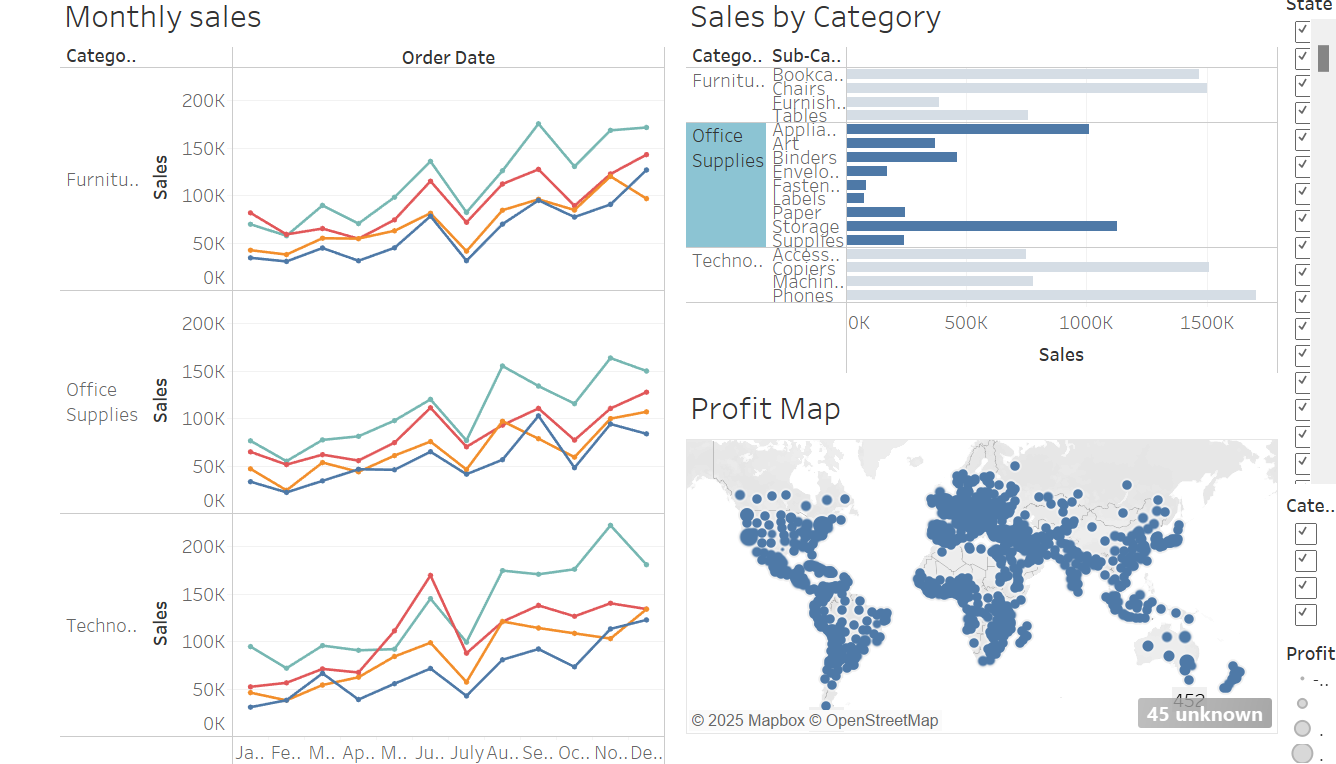 Monthly sales
Catego..
Order Date
Furnitu..
Sales
200K
150K
100K
50K
0K
Office
Supplies
Sales
200K
150K
100K
50K
0K
Techno..
Sales
200K
150K
100K
50K
0K
Ja.. Fe.. M.. Ap.. M.. Ju.. July Au.. Se.. Oc.. No.. De..
Sales by Category
Catego.. Sub-Ca..
Furnitu.. Bookca..
Chairs
Furnish..
Tables
Office
Supplies
Applia..
Art
Binders
Envelo..
Fasten..
Labels
Paper
Storage
Supplies
Techno.. Access..
Copiers
Machin..
Phones
0K 500K 1000K 1500K
Sales
Profit Map
© 2025 Mapbox © OpenStreetMap
452
45 unknown
State
Cate..
Profit
-..
.
.